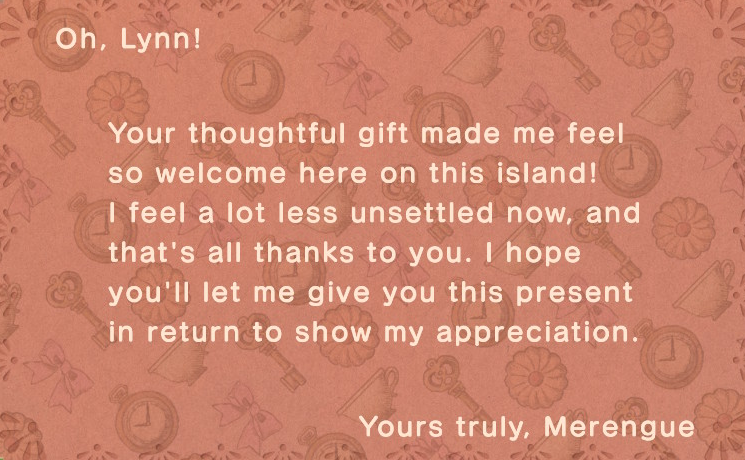 Oh, Lynn!
Your thoughtful gift made me feel
so welcome here on this island!
I feel a lot less unsettled now, and
that's all thanks to you. I hope
you'll let me give you this present
in return to show my appreciation.
Yours truly, Merengue